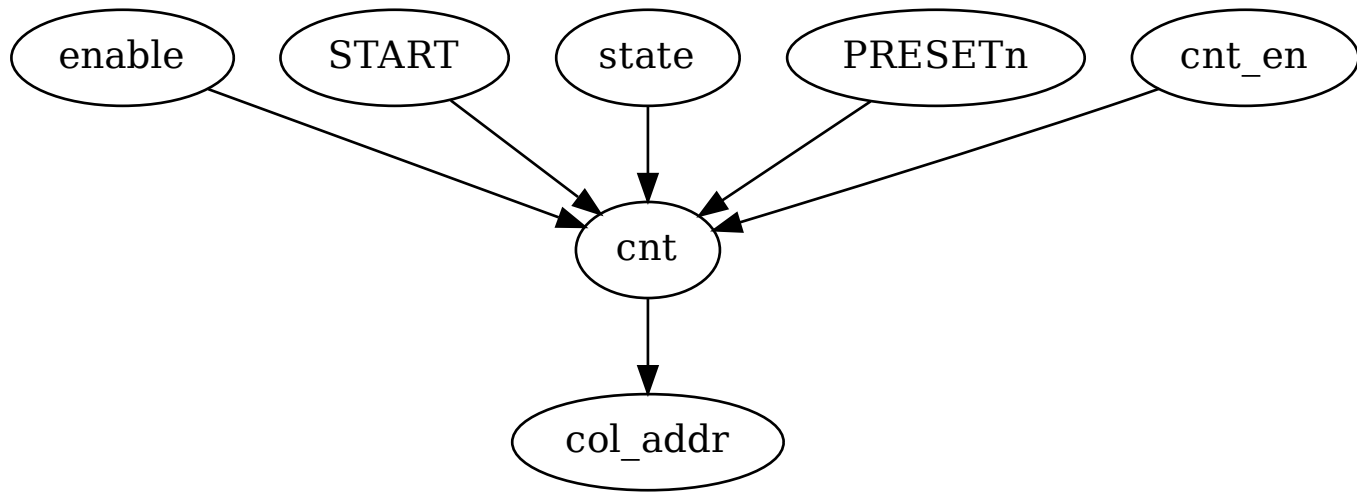 enable
START
state
PRESETn
cnt_en
cnt
col_addr